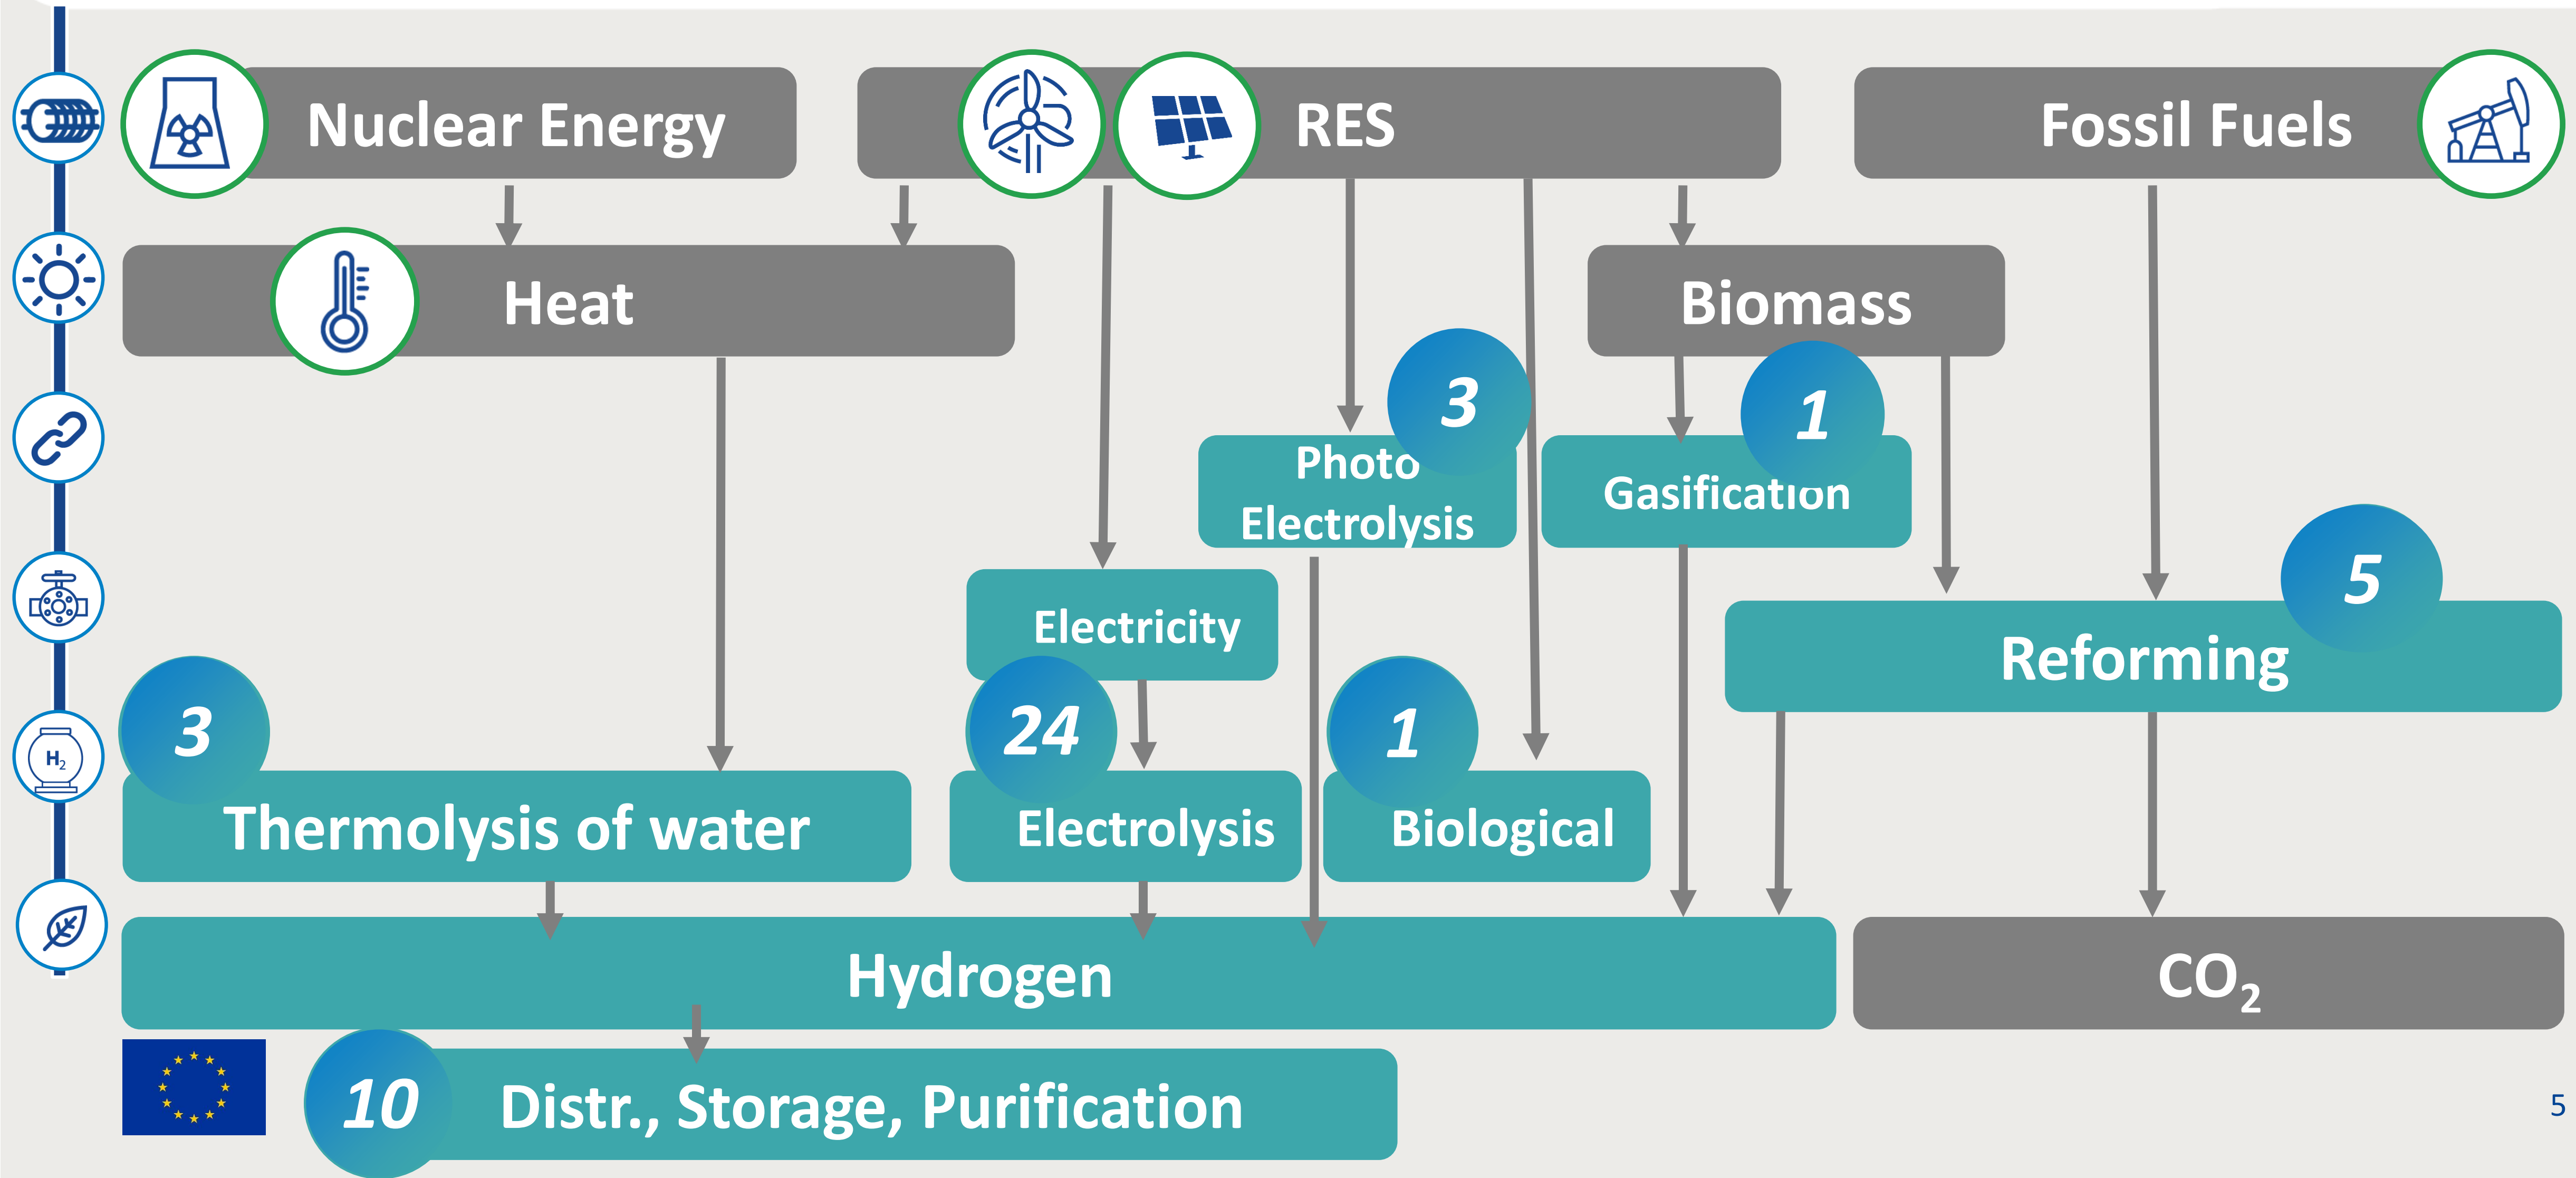 Nuclear Energy
RES
Fossil Fuels
Heat
Biomass
3
1
Photo
Electrolysis
Gasification
5
Electricity
Reforming
3
24
1
H2
Thermolysis of water
Electrolysis
Biological
Hydrogen
CO2
10
Distr., Storage, Purification
5